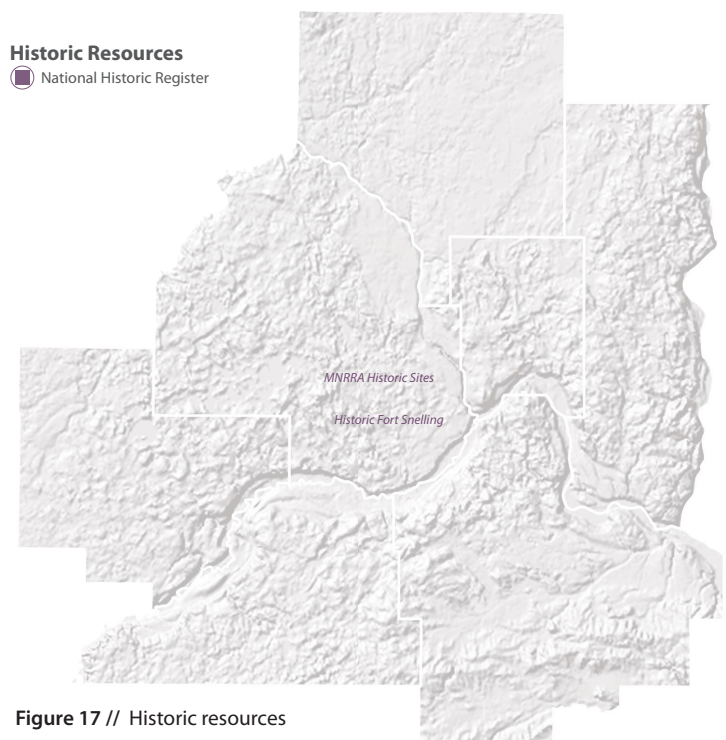 Historic Resources
National Historic Register
MNRRA Historic Sites
Historic Fort Snelling
Figure 17 // Historic resources